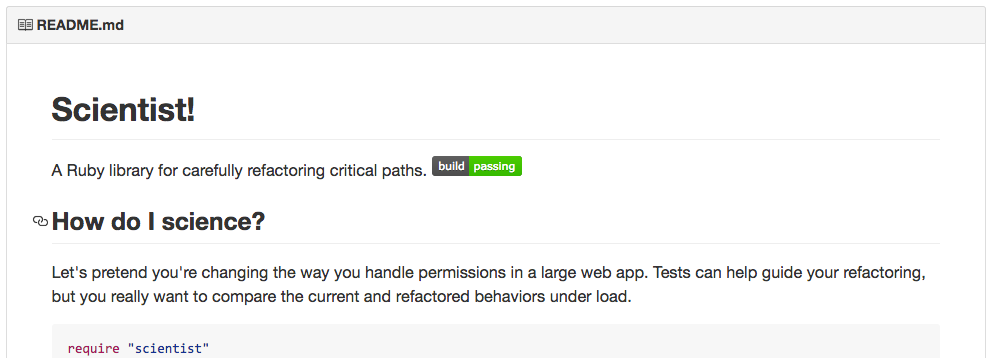 README.md
Scientist!
A Ruby library for carefully refactoring critical paths. build passing
How do I science?
Let's pretend you're changing the way you handle permissions in a large web app. Tests can help guide your refactoring,
but you really want to compare the current and refactored behaviors under load.
require "scientist"